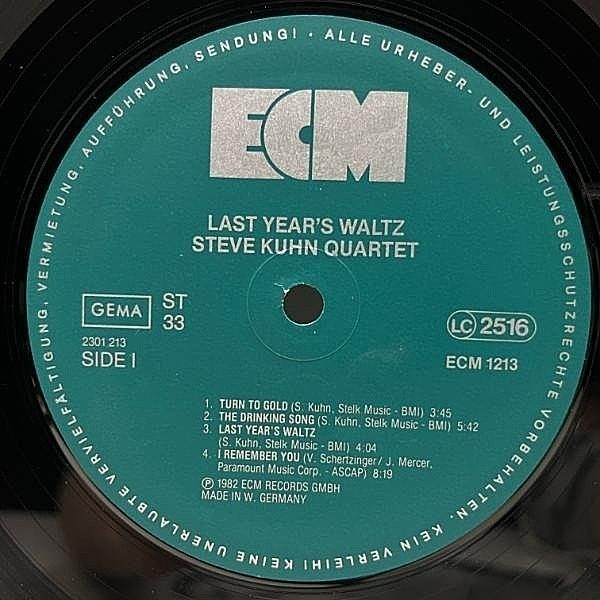 KEINE UNERLAUBTE VERVIELFÄLTIGUNG, VERMIETUNG, AUFFÜHRUNG, SENDUNG! · ALLE URHEBER- UND LEISTUNGSSCHUTZRECHTE VORBEHALTEN. KEIN VERLEIH!
ECM
LAST YEAR'S WALTZ
STEVE KUHN QUARTET
GEMA
ST
33
2301 213
SIDE I
LC 2516
ECM 1213
1. TURN TO GOLD (S. Kuhn, Stelk Music - BMI) 3:45
2. THE DRINKING SONG (S. Kuhn, Stelk Music - BMI) 5:42
3. LAST YEAR'S WALTZ
(S. Kuhn, Stelk Music - BMI) 4:04
4. I REMEMBER YOU (V. Schertzinger / J. Mercer,
Paramount Music Corp. - ASCAP) 8:19
Ⓟ 1982 ECM RECORDS GMBH
MADE IN W. GERMANY